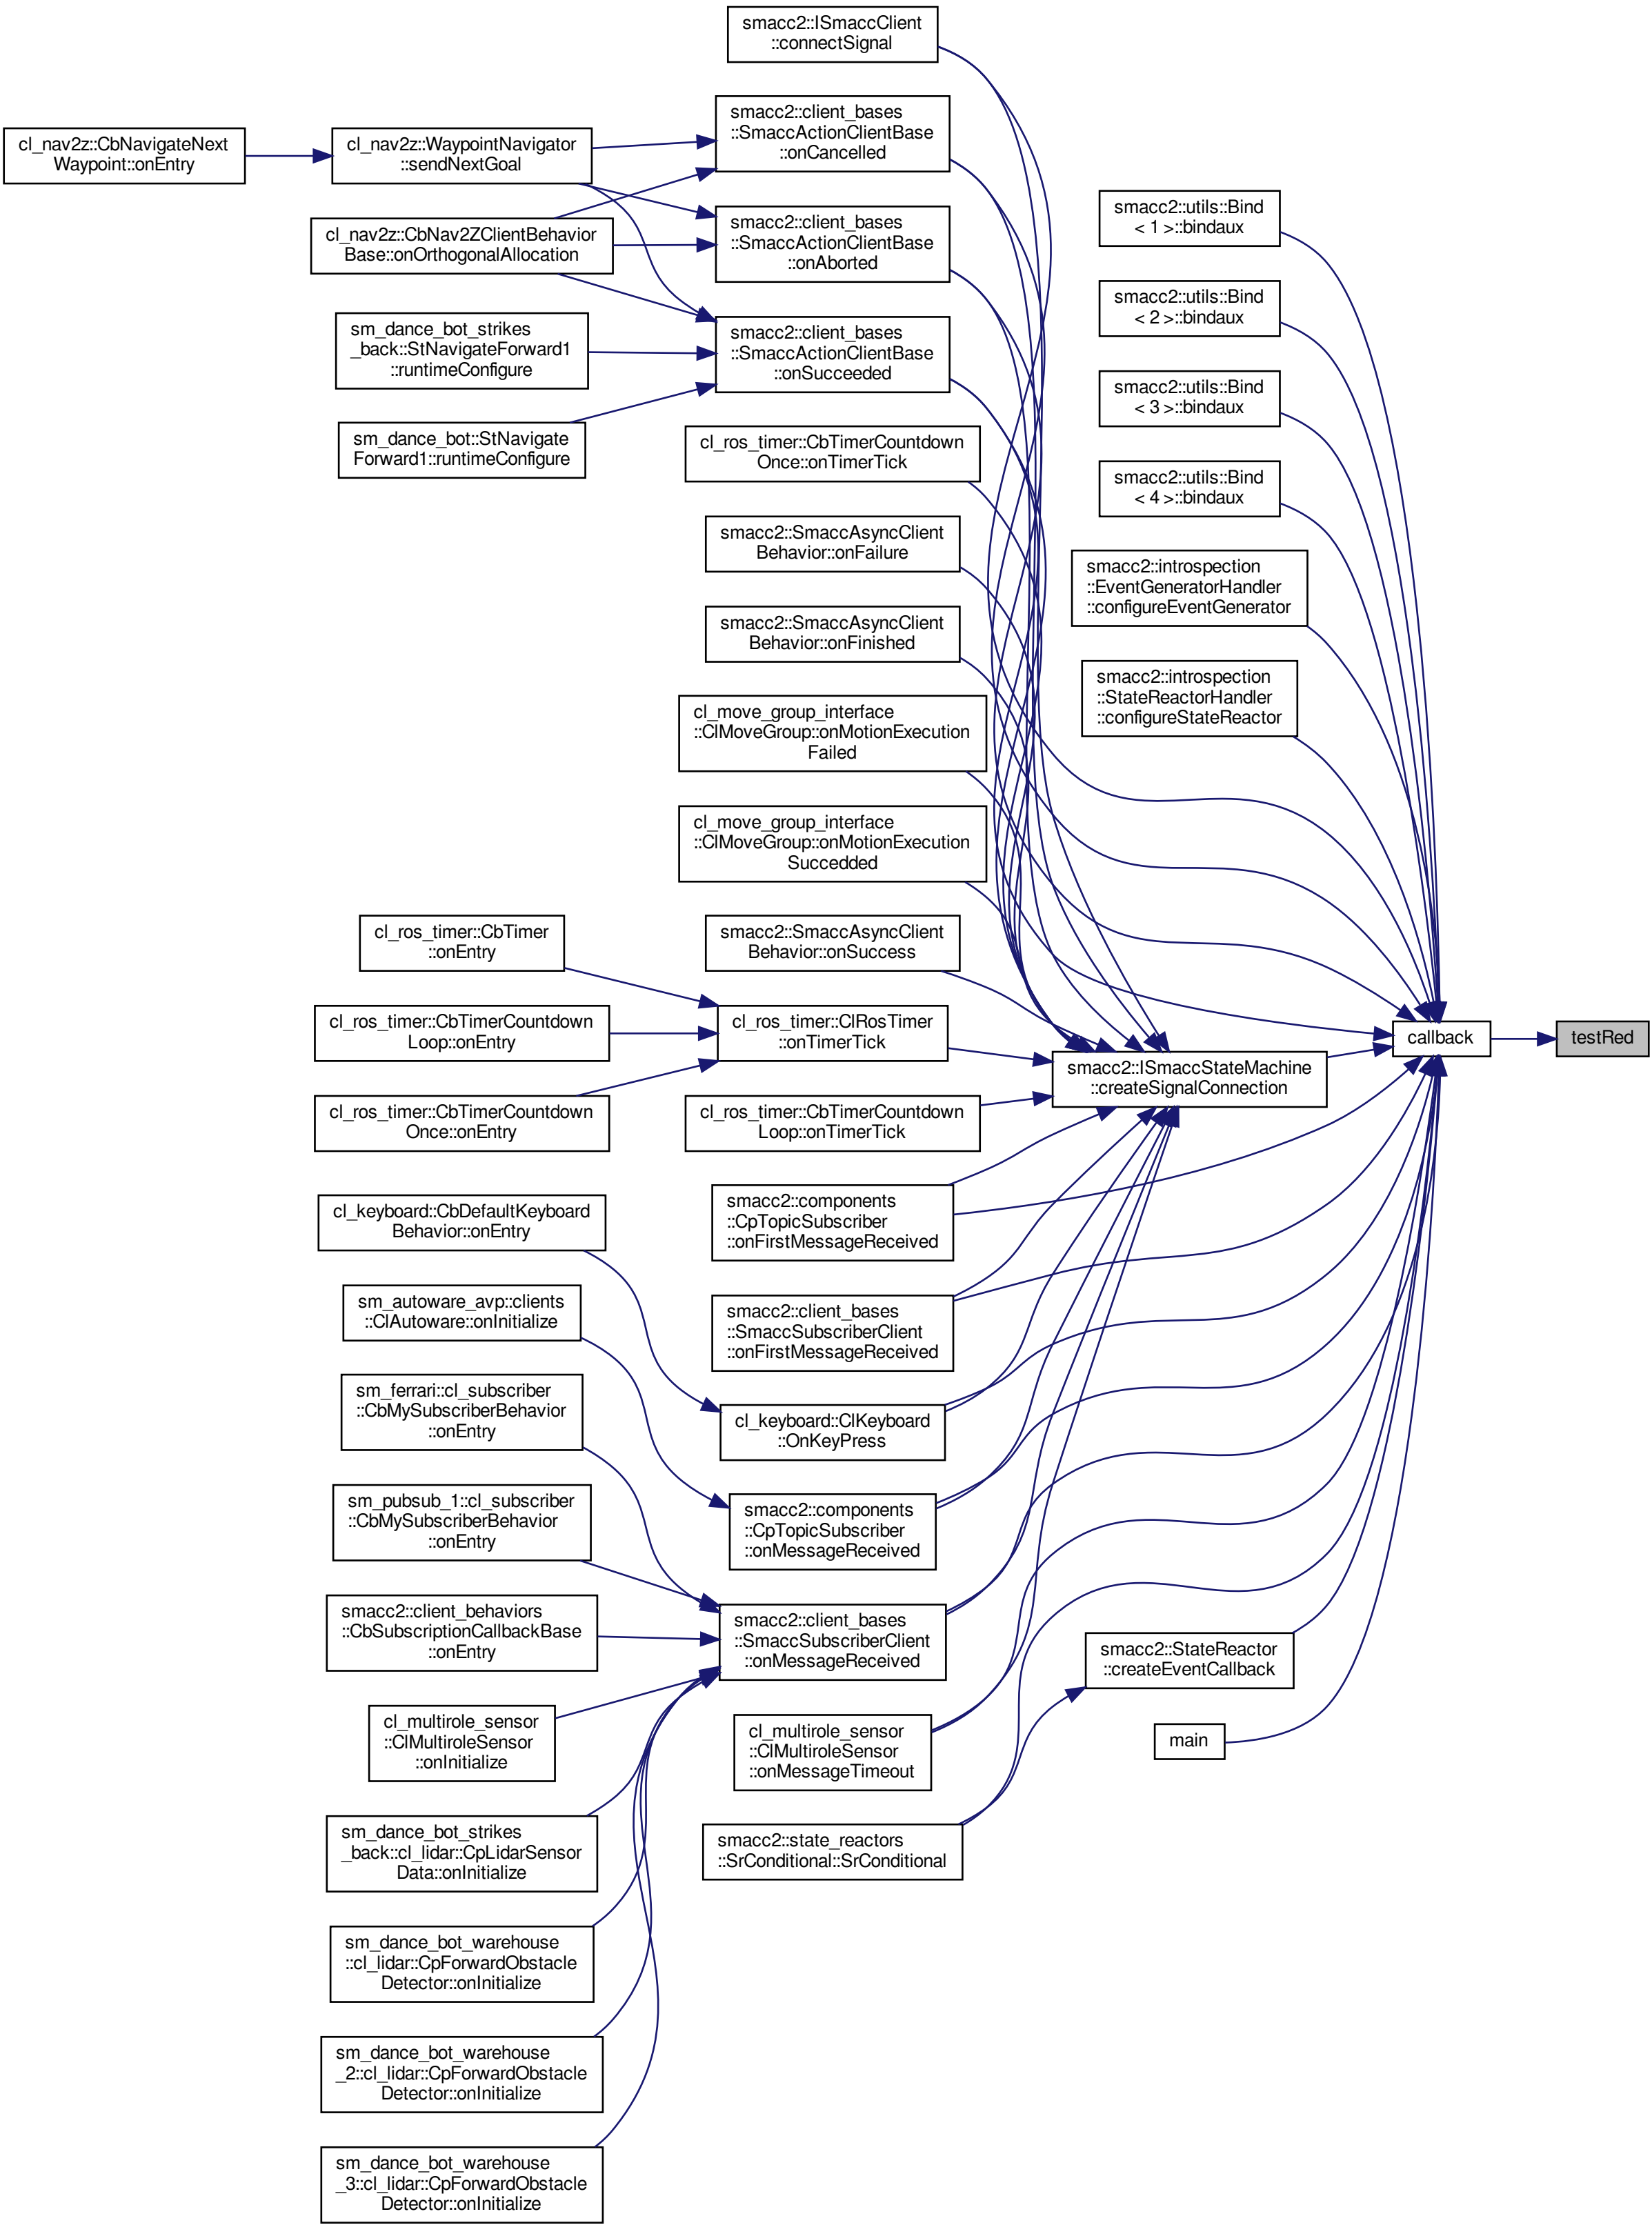 smacc2::ISmaccClient
::connectSignal
smacc2::client_bases
::SmaccActionClientBase
::onCancelled
cl_nav2z::CbNavigateNext
Waypoint::onEntry
cl_nav2z::WaypointNavigator
::sendNextGoal
smacc2::client_bases
::SmaccActionClientBase
::onAborted
cl_nav2z::CbNav2ZClientBehavior
Base::onOrthogonalAllocation
smacc2::client_bases
::SmaccActionClientBase
::onSucceeded
sm_dance_bot_strikes
_back::StNavigateForward1
::runtimeConfigure
sm_dance_bot::StNavigate
Forward1::runtimeConfigure
cl_ros_timer::CbTimerCountdown
Once::onTimerTick
smacc2::SmaccAsyncClient
Behavior::onFailure
smacc2::SmaccAsyncClient
Behavior::onFinished
cl_move_group_interface
::ClMoveGroup::onMotionExecution
Failed
cl_move_group_interface
::ClMoveGroup::onMotionExecution
Succedded
smacc2::SmaccAsyncClient
Behavior::onSuccess
cl_ros_timer::CbTimer
::onEntry
cl_ros_timer::CbTimerCountdown
Loop::onEntry
cl_ros_timer::ClRosTimer
::onTimerTick
cl_ros_timer::CbTimerCountdown
Once::onEntry
cl_ros_timer::CbTimerCountdown
Loop::onTimerTick
smacc2::components
::CpTopicSubscriber
::onFirstMessageReceived
cl_keyboard::CbDefaultKeyboard
Behavior::onEntry
sm_autoware_avp::clients
::ClAutoware::onInitialize
smacc2::client_bases
::SmaccSubscriberClient
::onFirstMessageReceived
sm_ferrari::cl_subscriber
::CbMySubscriberBehavior
::onEntry
cl_keyboard::ClKeyboard
::OnKeyPress
sm_pubsub_1::cl_subscriber
::CbMySubscriberBehavior
::onEntry
smacc2::components
::CpTopicSubscriber
::onMessageReceived
smacc2::client_behaviors
::CbSubscriptionCallbackBase
::onEntry
smacc2::client_bases
::SmaccSubscriberClient
::onMessageReceived
cl_multirole_sensor
::ClMultiroleSensor
::onInitialize
cl_multirole_sensor
::ClMultiroleSensor
::onMessageTimeout
sm_dance_bot_strikes
_back::cl_lidar::CpLidarSensor
Data::onInitialize
smacc2::state_reactors
::SrConditional::SrConditional
sm_dance_bot_warehouse
::cl_lidar::CpForwardObstacle
Detector::onInitialize
sm_dance_bot_warehouse
_2::cl_lidar::CpForwardObstacle
Detector::onInitialize
sm_dance_bot_warehouse
_3::cl_lidar::CpForwardObstacle
Detector::onInitialize
smacc2::utils::Bind
< 1 >::bindaux
smacc2::utils::Bind
< 2 >::bindaux
smacc2::utils::Bind
< 3 >::bindaux
smacc2::utils::Bind
< 4 >::bindaux
smacc2::introspection
::EventGeneratorHandler
::configureEventGenerator
smacc2::introspection
::StateReactorHandler
::configureStateReactor
smacc2::ISmaccStateMachine
::createSignalConnection
smacc2::StateReactor
::createEventCallback
main
callback
testRed